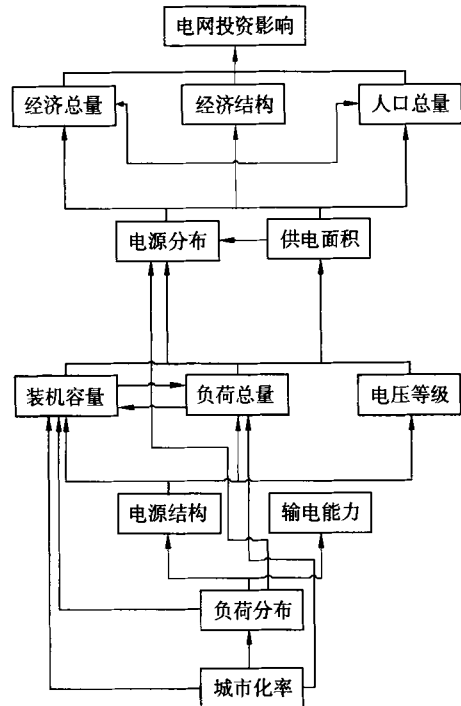 电网投资影响
经济总量
经济结构
人口总量
电源分布
供电面积
装机容量
负荷总量
电压等级
电源结构
输电能力
负荷分布
城市化率